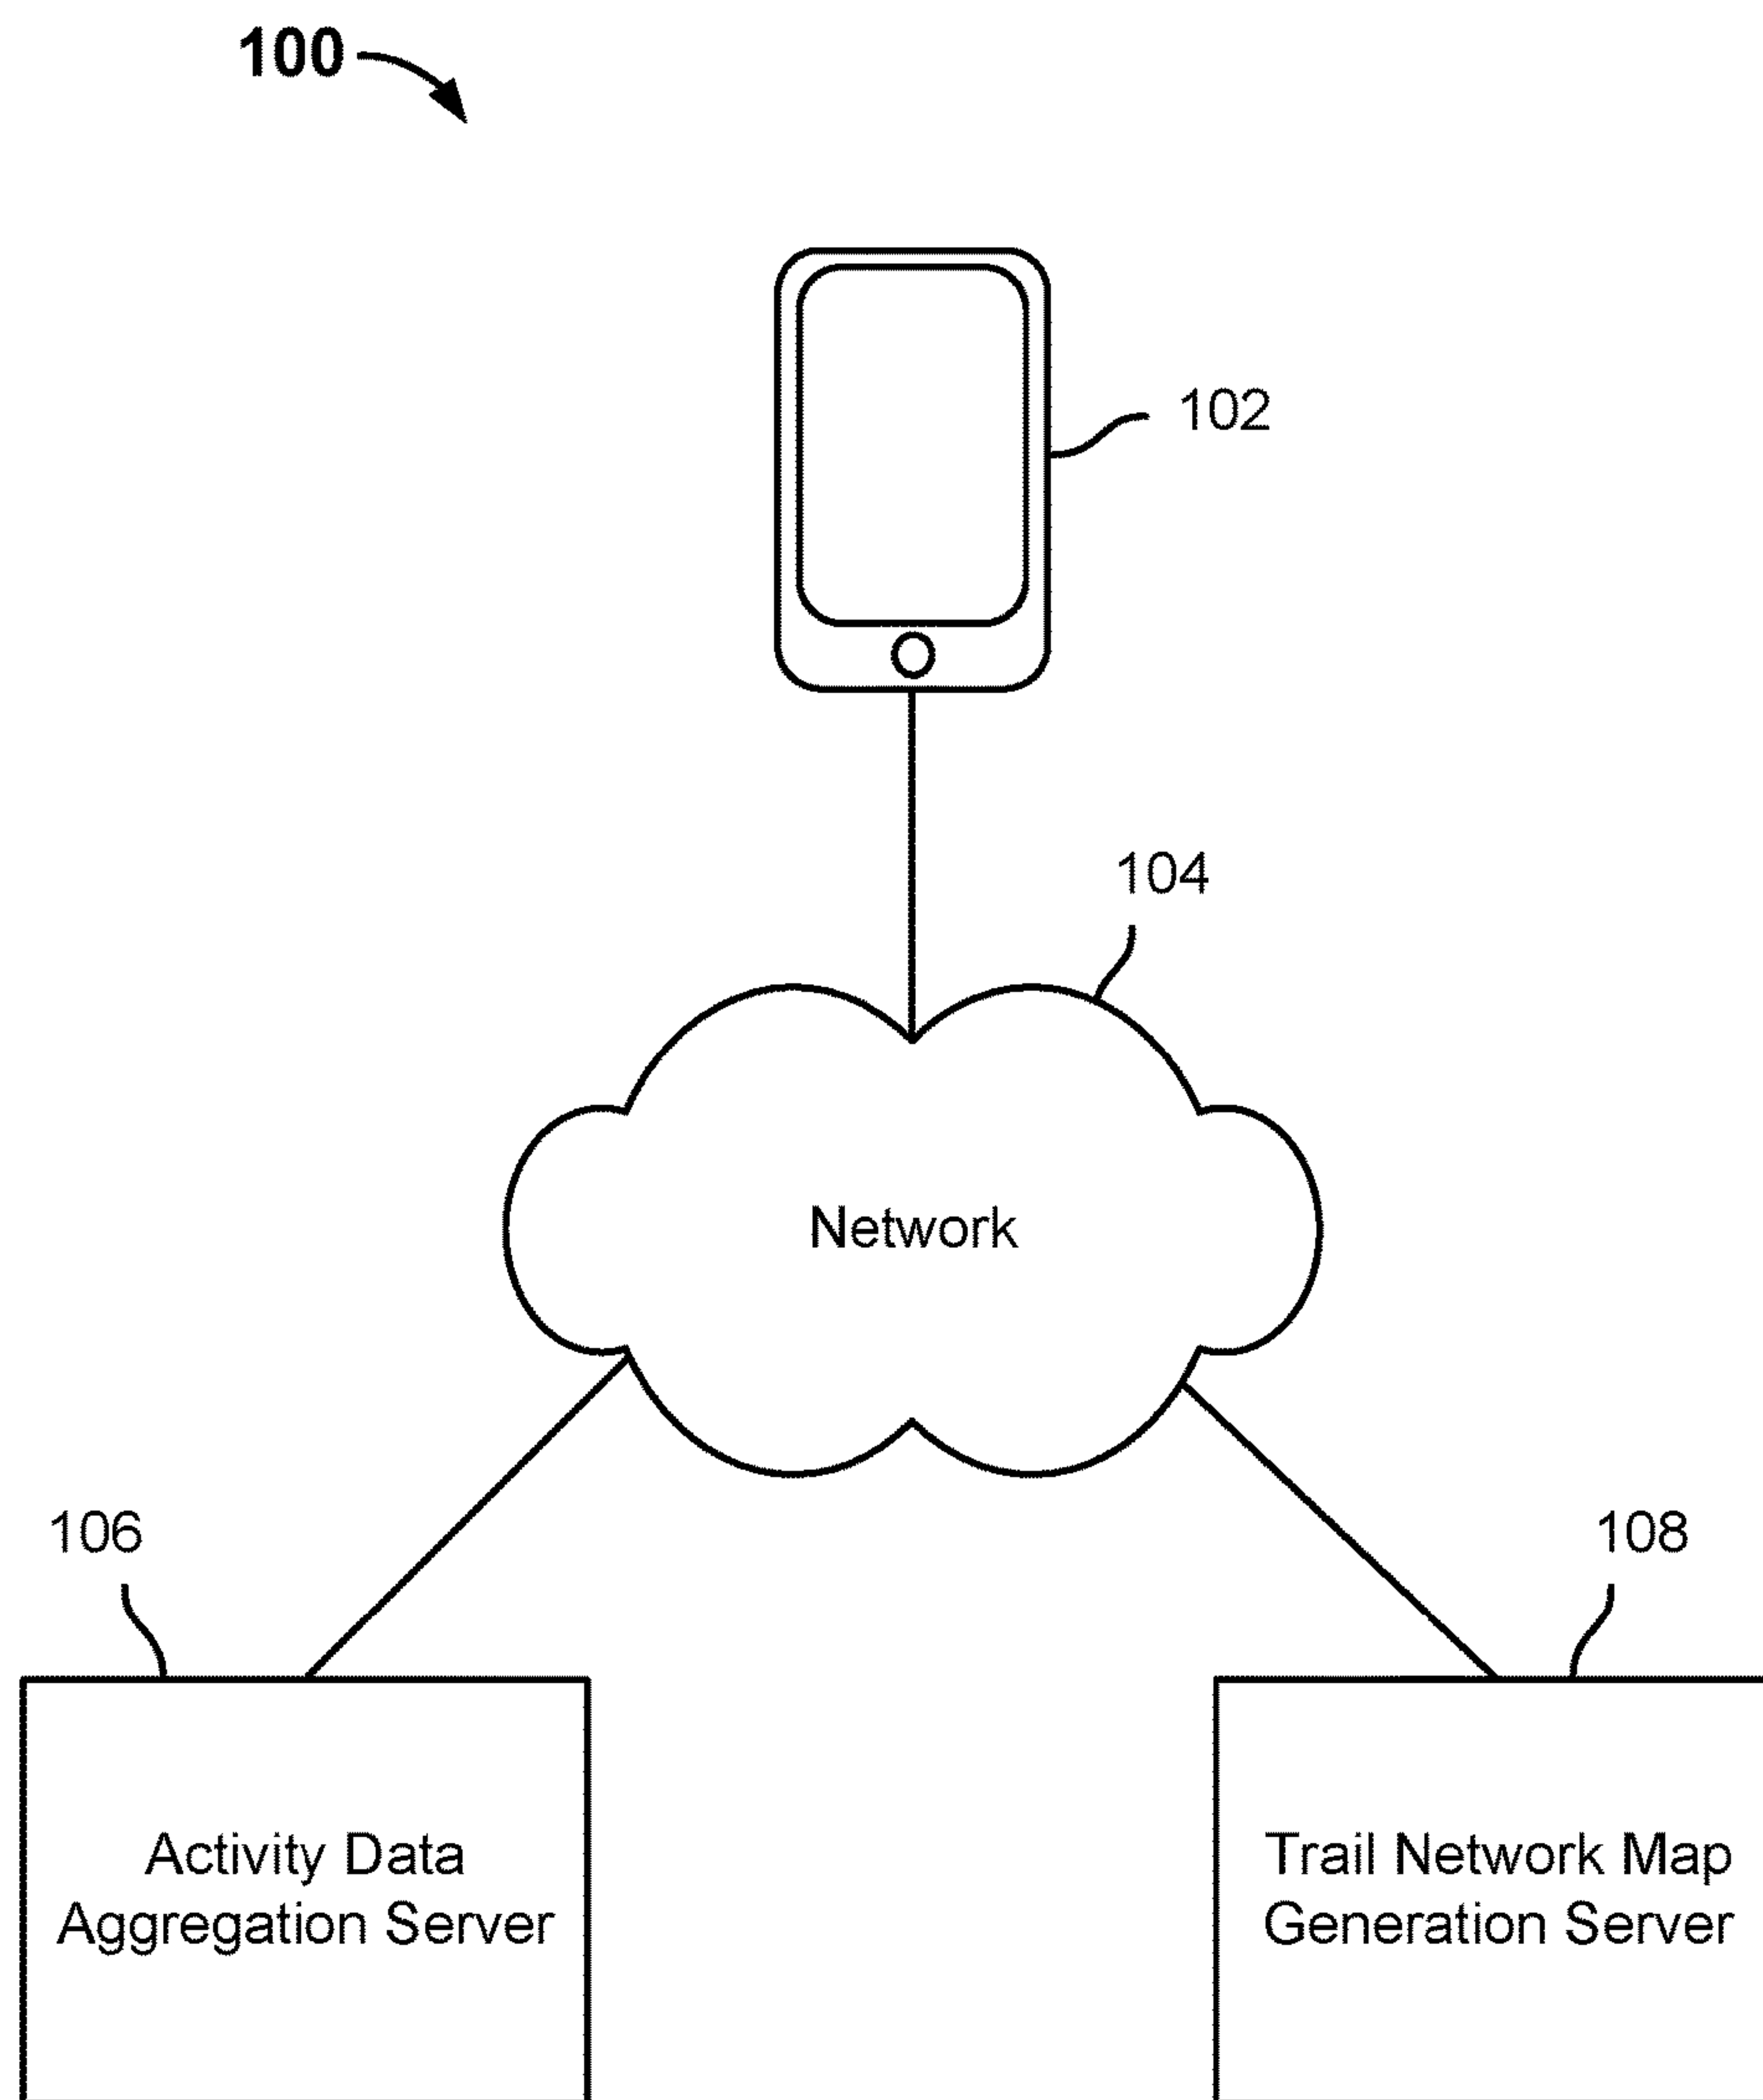 100
102
104
Network
106
108
Activity Data
Aggregation Server
Trail Network Map
Generation Server